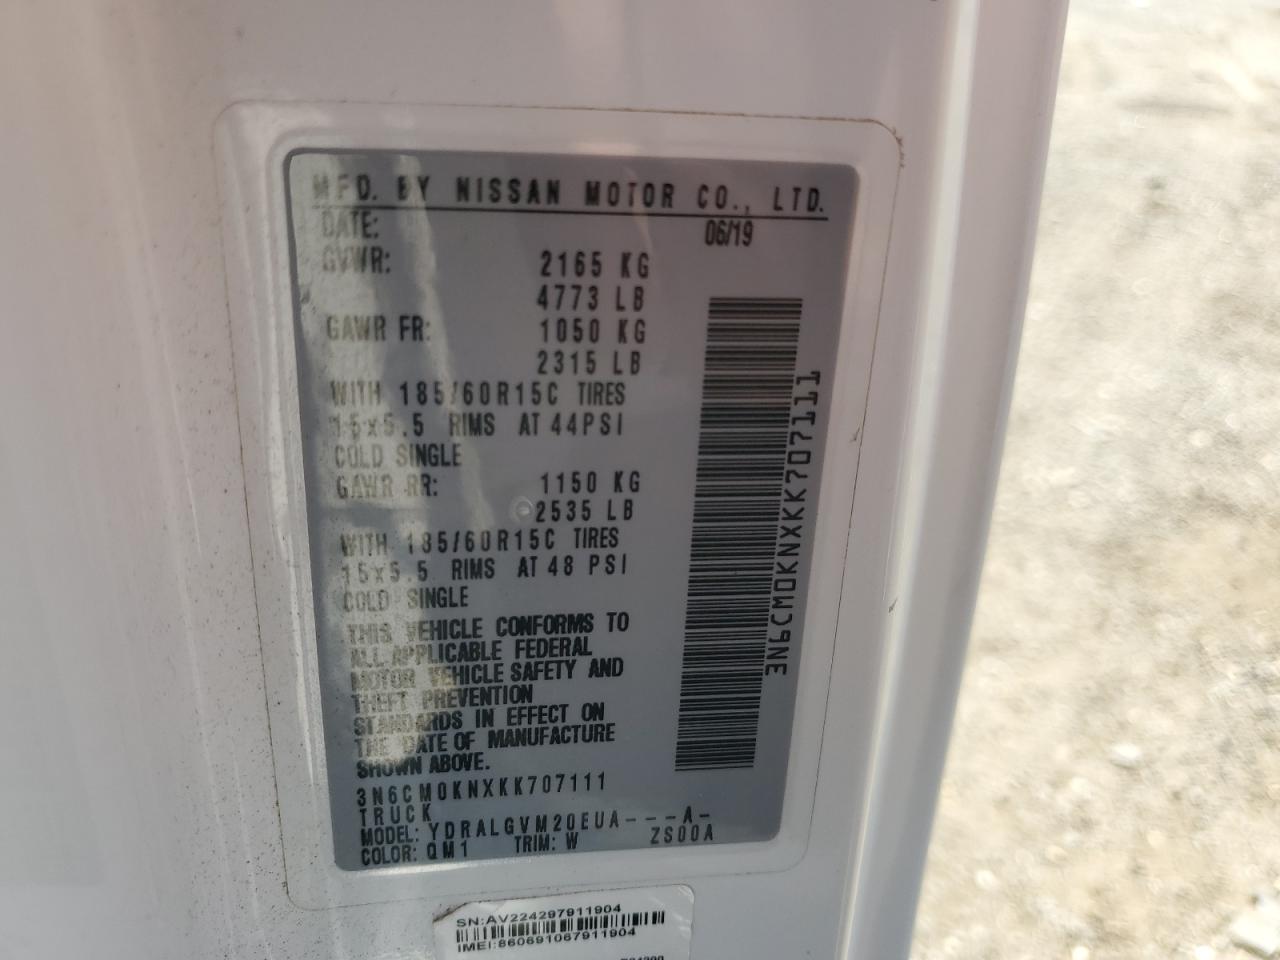 MFD. BY NISSAN MOTOR CO., LTD.
DATE: 06/19
GVWR: 2165 KG
4773 LB
GAWR FR: 1050 KG
2315 LB
WITH 185/60R15C TIRES
15x5.5 RIMS AT 44PSI
COLD SINGLE
GAWR RR: 1150 KG
2535 LB
WITH 185/60R15C TIRES
15x5.5 RIMS AT 48 PSI
COLD SINGLE
THIS VEHICLE CONFORMS TO
ALL APPLICABLE FEDERAL
MOTOR VEHICLE SAFETY AND
THEFT PREVENTION
STANDARDS IN EFFECT ON
THE DATE OF MANUFACTURE
SHOWN ABOVE.
3N6CM0KNXKK707111
TRUCK
MODEL: YDRALGVM20EUA---A-
ZS00A
COLOR: QM1 TRIM: W
3N6CM0KNXKK707111
SN:AV224297911904
IMEI:860691067911904